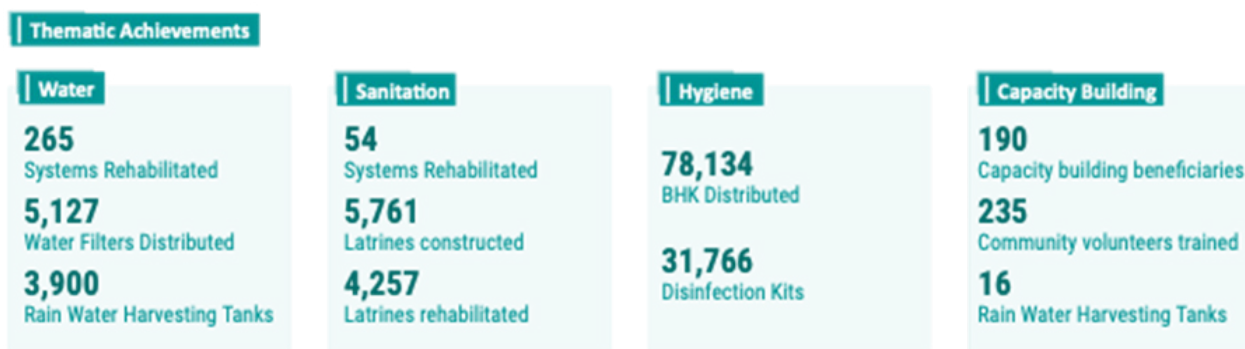 Thematic Achievements
Water
265
Systems Rehabilitated
5,127
Water Filters Distributed
3,900
Rain Water Harvesting Tanks
Sanitation
54
Systems Rehabilitated
5,761
Latrines constructed
4,257
Latrines rehabilitated
Hygiene
78,134
BHK Distributed
31,766
Disinfection Kits
Capacity Building
190
Capacity building beneficiaries
235
Community volunteers trained
16
Rain Water Harvesting Tanks